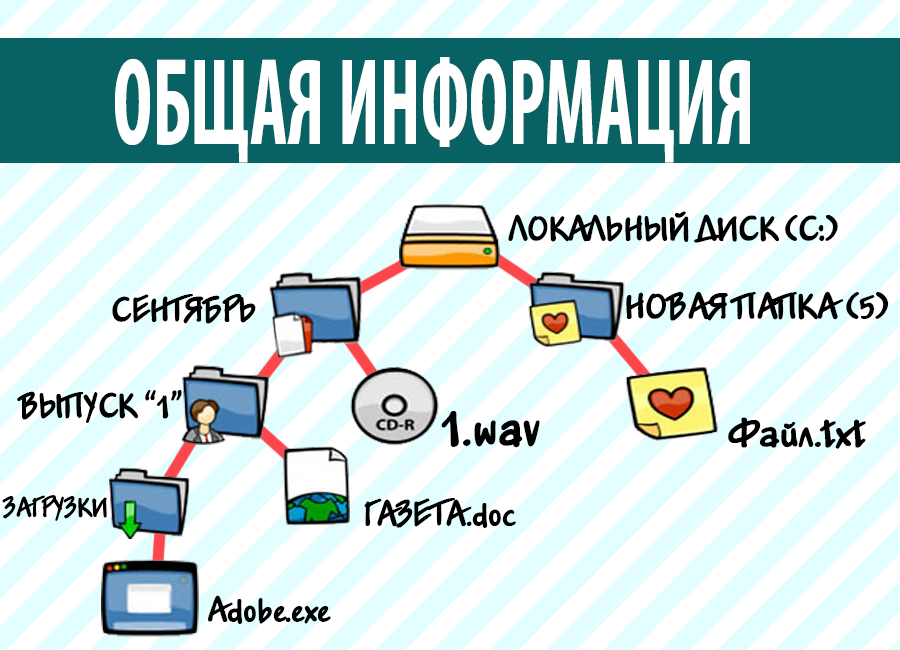 ОБЩАЯ ИНФОРМАЦИЯ
ЛОКАЛЬНЫЙ ДИСК (C:)
СЕНТЯБРЬ
НОВАЯ ПАПКА (5)
ВЫПУСК “1”
CD-R
1.wav
Файл.txt
ЗАГРУЗКИ
ГАЗЕТА.doc
Adobe.exe